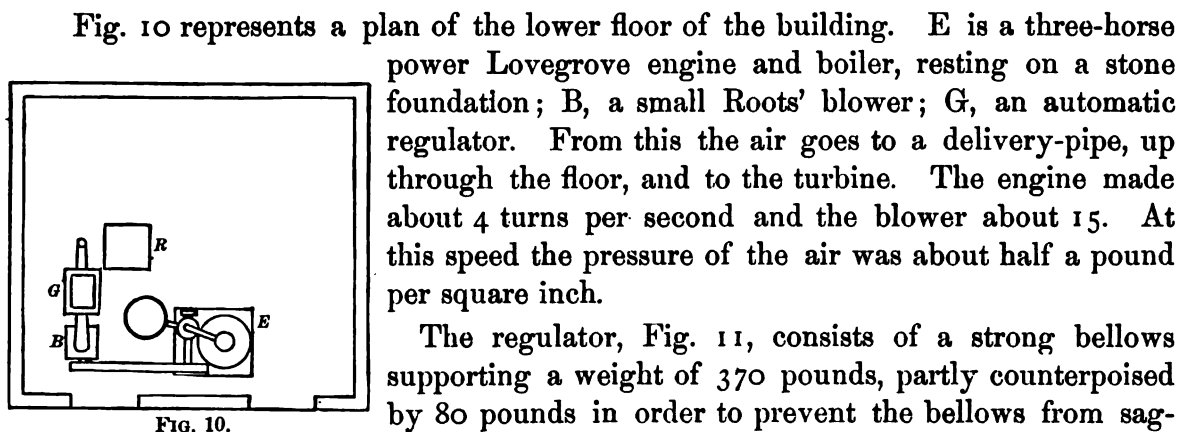 Fig. 10 represents a plan of the lower floor of the building. E is a three-horse
power Lovegrove engine and boiler, resting on a stone
foundation; B, a small Roots' blower; G, an automatic
regulator. From this the air goes to a delivery-pipe, up
through the floor, and to the turbine. The engine made
about 4 turns per second and the blower about 15. At
this speed the pressure of the air was about half a pound
per square inch.
The regulator, Fig. 11, consists of a strong bellows
supporting a weight of 370 pounds, partly counterpoised
by 80 pounds in order to prevent the bellows from sag-
R
G
E
B
FIG. 10.